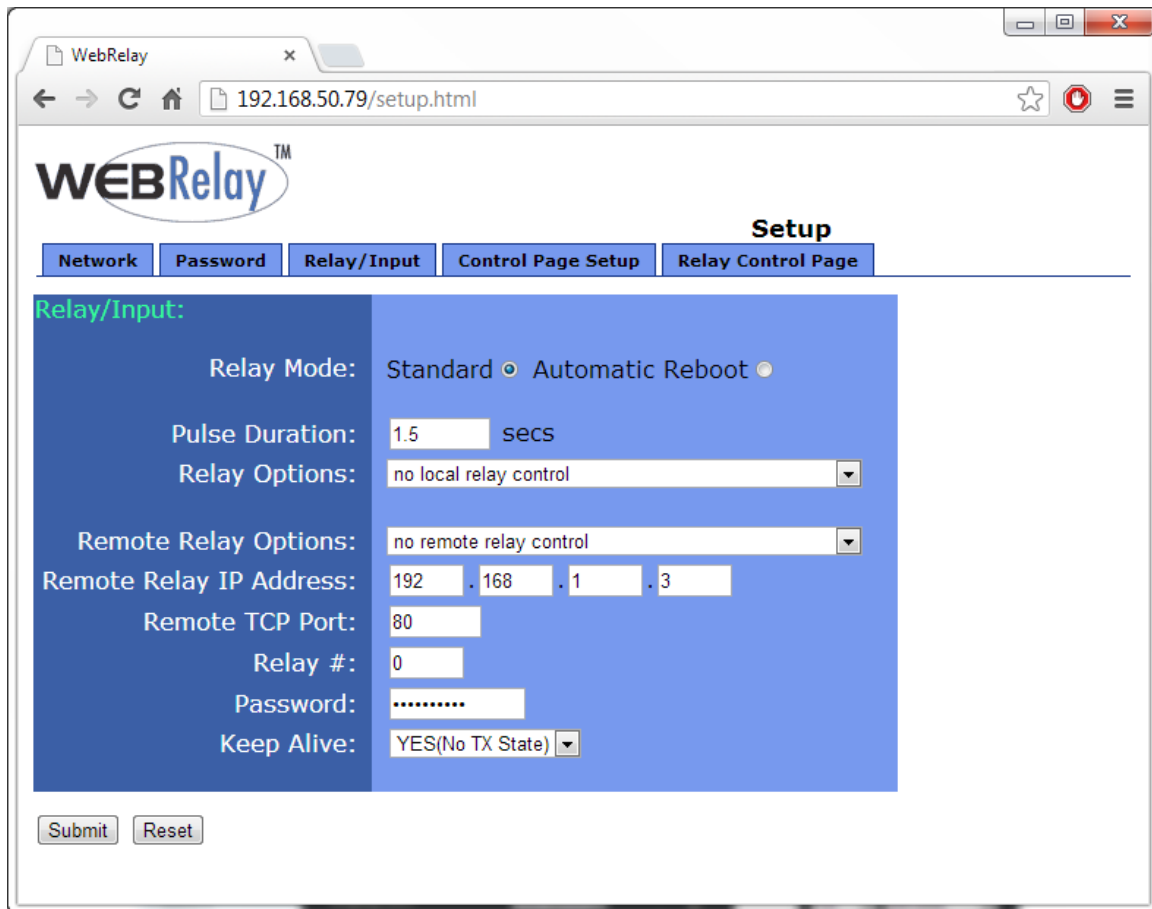 WebRelay
192.168.50.79/setup.html
WEBRelay™
Setup
Network Password Relay/Input Control Page Setup Relay Control Page
Relay/Input:
Relay Mode: Standard Automatic Reboot
Pulse Duration: 1.5 secs
Relay Options: no local relay control
Remote Relay Options: no remote relay control
Remote Relay IP Address: 192 . 168 . 1 . 3
Remote TCP Port: 80
Relay #: 0
Password: ••••••••••
Keep Alive: YES(No TX State)
Submit Reset